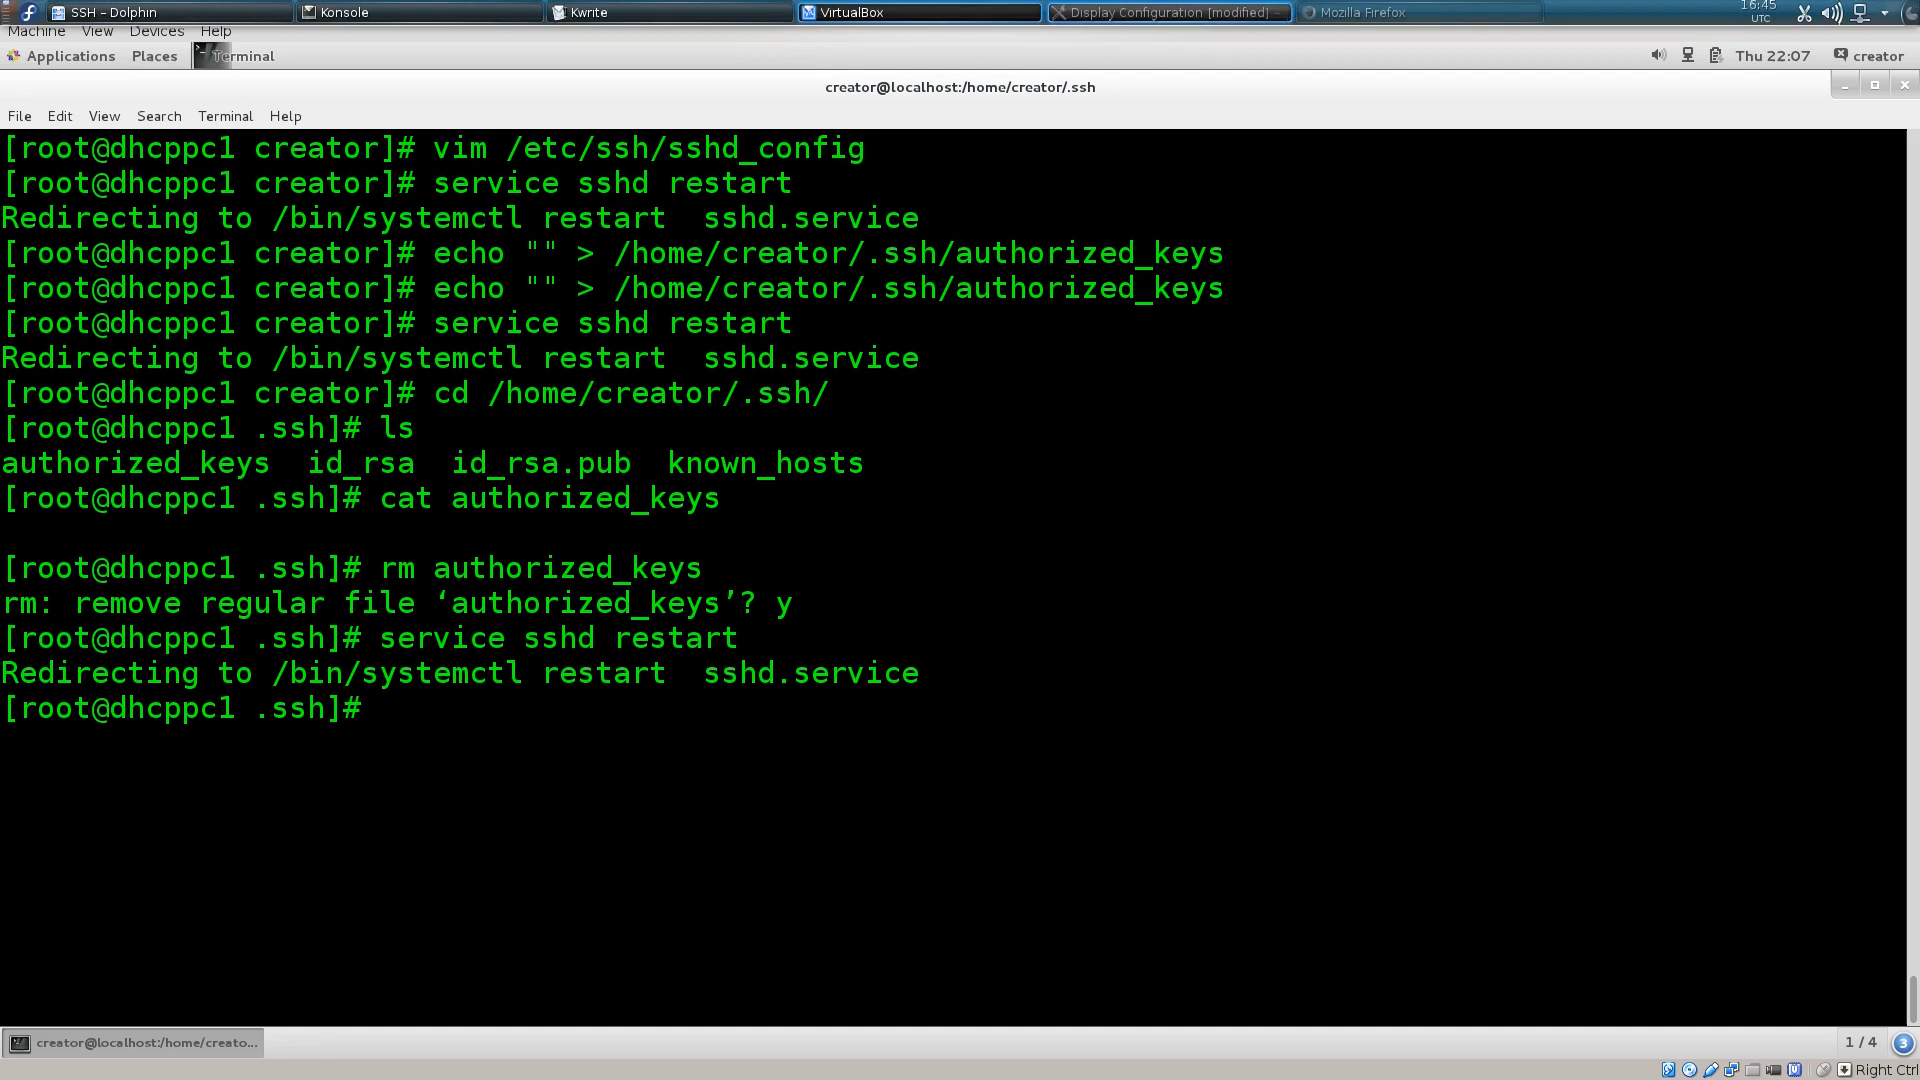 SSH – Dolphin Konsole Kwrite VirtualBox Display Configuration [modified] – Mozilla Firefox 16:45
UTC
Machine View Devices Help
Applications Places Terminal Thu 22:07 creator
creator@localhost:/home/creator/.ssh
File Edit View Search Terminal Help
[root@dhcppc1 creator]# vim /etc/ssh/sshd_config
[root@dhcppc1 creator]# service sshd restart
Redirecting to /bin/systemctl restart  sshd.service
[root@dhcppc1 creator]# echo "" > /home/creator/.ssh/authorized_keys
[root@dhcppc1 creator]# echo "" > /home/creator/.ssh/authorized_keys
[root@dhcppc1 creator]# service sshd restart
Redirecting to /bin/systemctl restart  sshd.service
[root@dhcppc1 creator]# cd /home/creator/.ssh/
[root@dhcppc1 .ssh]# ls
authorized_keys  id_rsa  id_rsa.pub  known_hosts
[root@dhcppc1 .ssh]# cat authorized_keys
[root@dhcppc1 .ssh]# rm authorized_keys
rm: remove regular file ‘authorized_keys’? y
[root@dhcppc1 .ssh]# service sshd restart
Redirecting to /bin/systemctl restart  sshd.service
[root@dhcppc1 .ssh]#
creator@localhost:/home/creato... 1 / 4 3
Right Ctrl